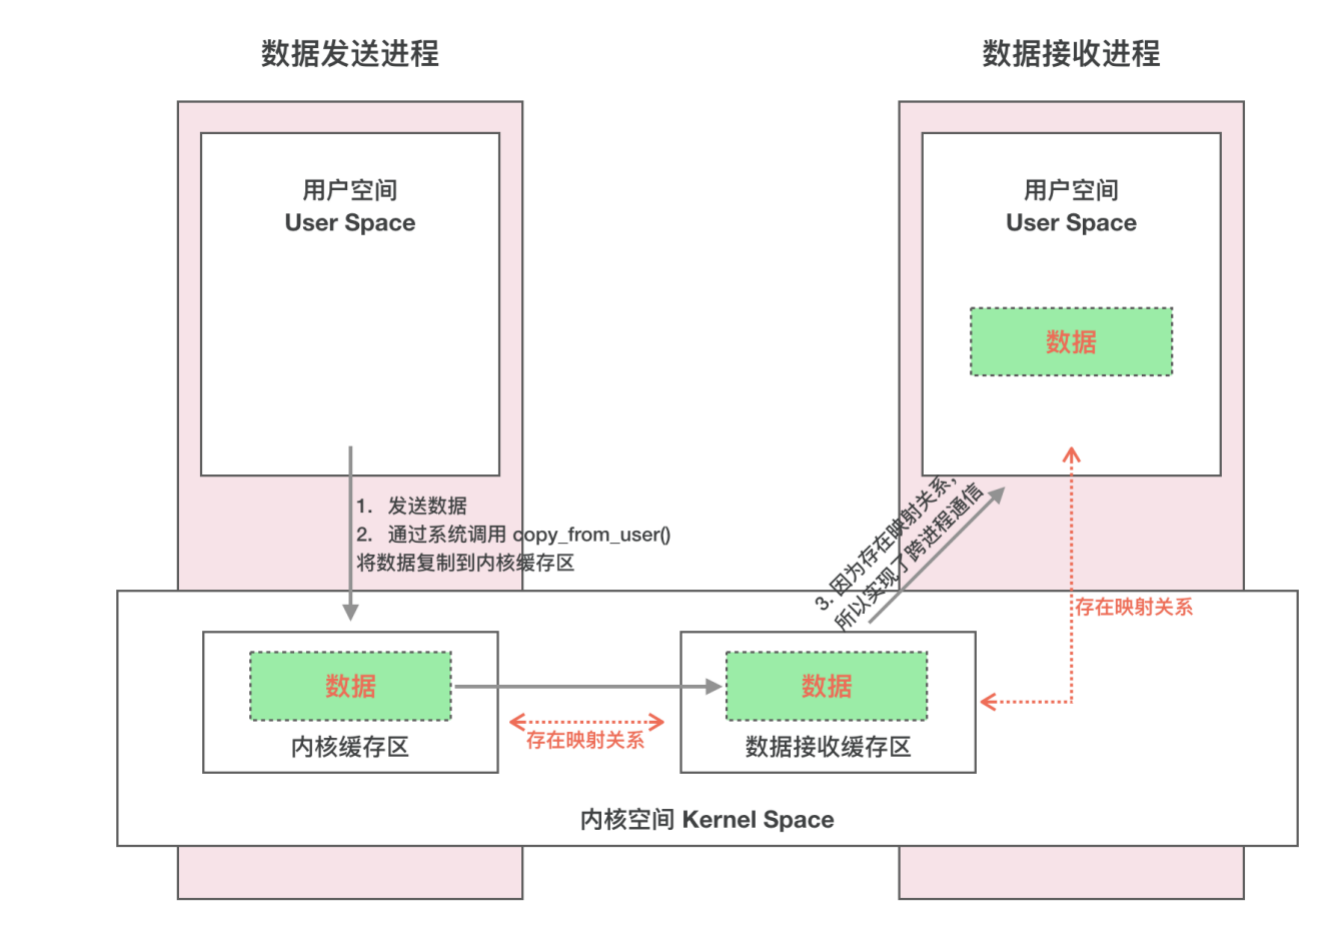 数据发送进程
数据接收进程
用户空间
User Space
用户空间
User Space
数据
1. 发送数据
2. 通过系统调用 copy_from_user()
将数据复制到内核缓存区
3. 因为存在映射关系，
所以实现了跨进程通信
存在映射关系
数据
数据
内核缓存区
存在映射关系
数据接收缓存区
内核空间 Kernel Space